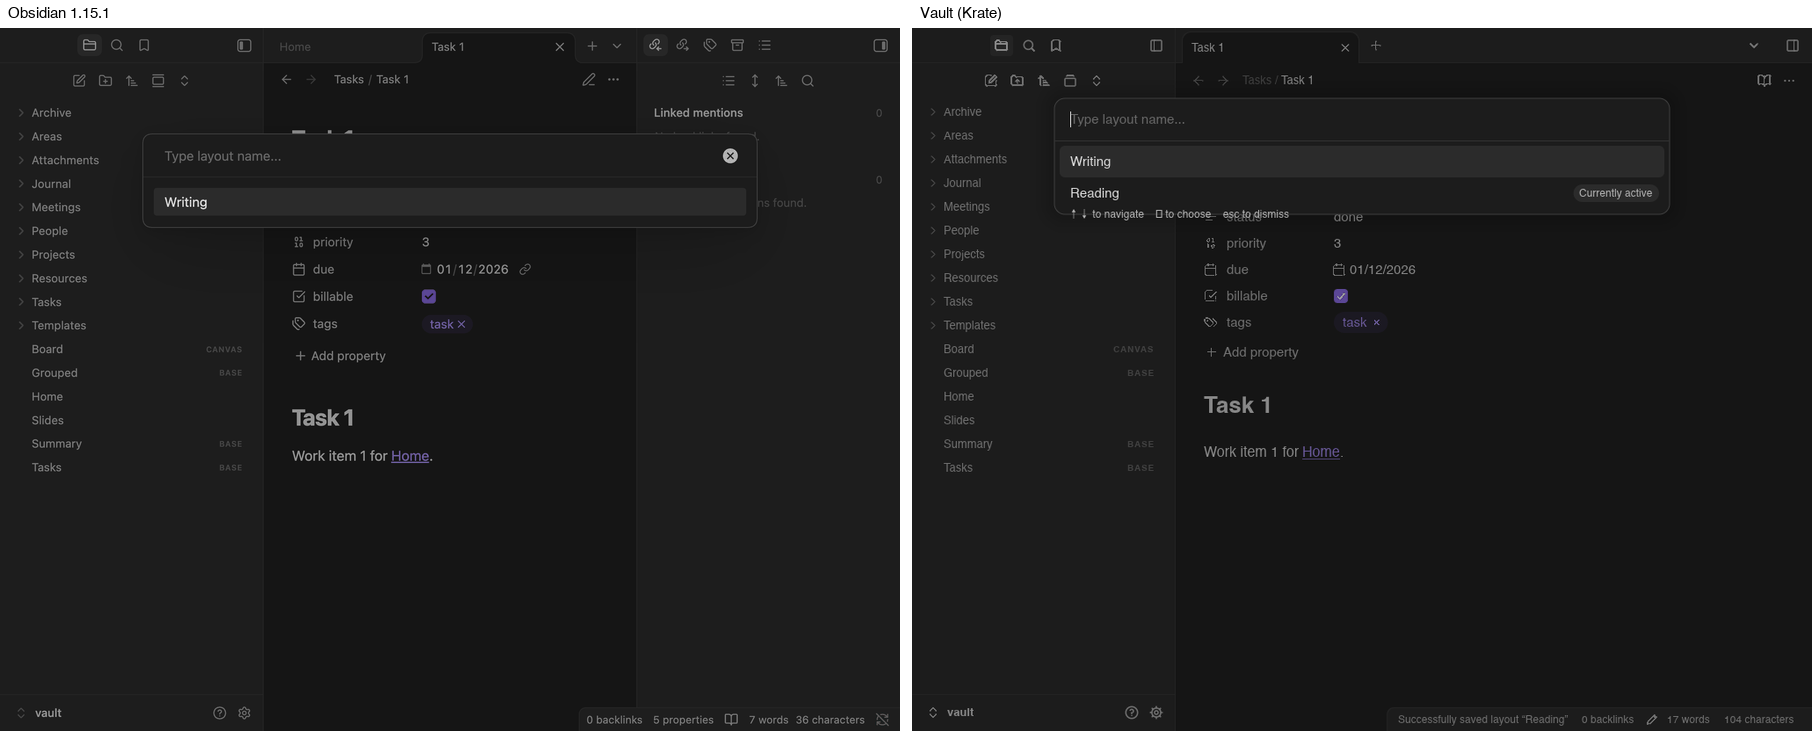 Obsidian 1.15.1
Home
Task 1
Tasks / Task 1
Archive
Areas
Attachments
Journal
Meetings
People
Projects
Resources
Tasks
Templates
Board CANVAS
Grouped BASE
Home
Slides
Summary BASE
Tasks BASE
vault
Type layout name...
Writing
priority 3
due 01/12/2026
billable
tags task
Add property
Task 1
Work item 1 for Home.
Linked mentions 0
0
ns found.
0 backlinks 5 properties 7 words 36 characters
Vault (Krate)
Task 1
Tasks / Task 1
Archive
Areas
Attachments
Journal
Meetings
People
Projects
Resources
Tasks
Templates
Board CANVAS
Grouped BASE
Home
Slides
Summary BASE
Tasks BASE
vault
Type layout name...
Writing
Reading Currently active
↑ ↓ to navigate to choose esc to dismiss
status done
priority 3
due 01/12/2026
billable
tags task ×
Add property
Task 1
Work item 1 for Home.
Successfully saved layout “Reading” 0 backlinks 17 words 104 characters